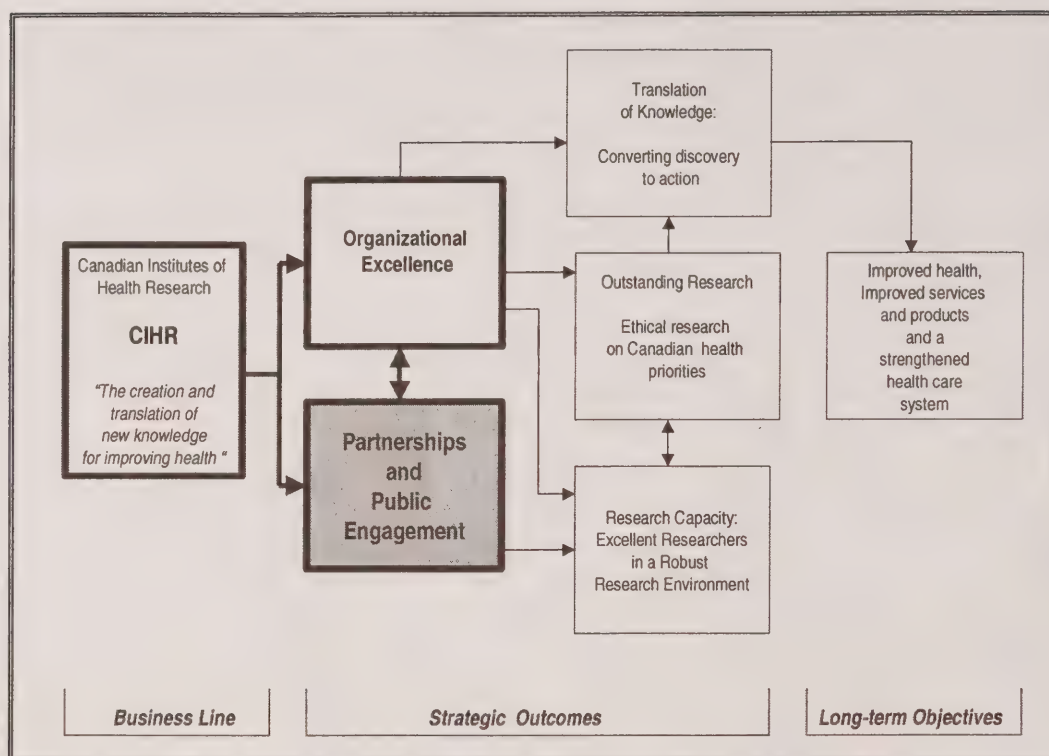 Canadian Institutes of
Health Research
CIHR
"The creation and
translation of
new knowledge
for improving health "
Organizational
Excellence
Partnerships
and
Public
Engagement
Translation
of Knowledge:
Converting discovery
to action
Outstanding Research
Ethical research
on Canadian health
priorities
Research Capacity:
Excellent Researchers
in a Robust
Research Environment
Improved health,
Improved services
and products
and a
strengthened
health care
system
Business Line
Strategic Outcomes
Long-term Objectives